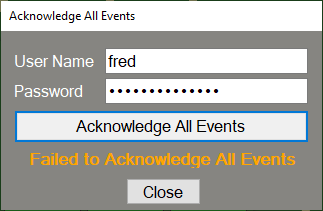 Acknowledge All Events
User Name fred
Password ••••••••••••••
Acknowledge All Events
Failed to Acknowledge All Events
Close